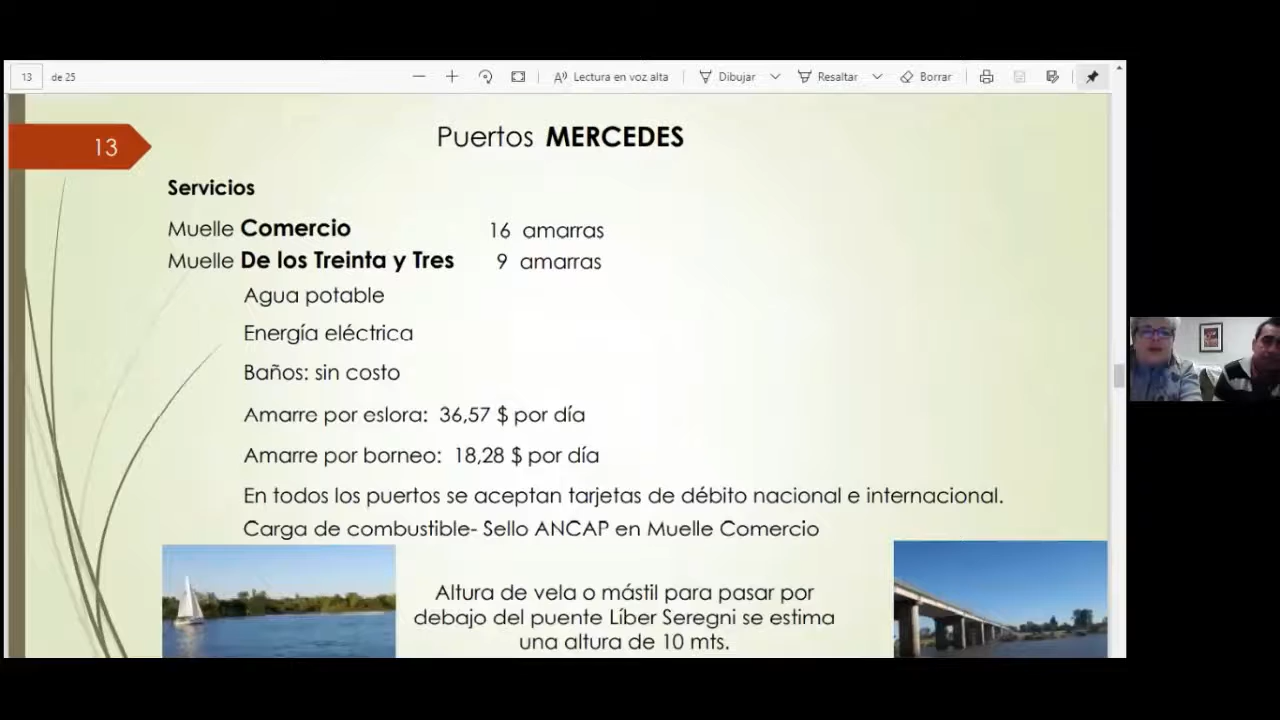 13 de 25 Lectura en voz alta Dibujar Resaltar Borrar
Puertos MERCEDES
13
Servicios
Muelle Comercio 16 amarras
Muelle De los Treinta y Tres 9 amarras
Agua potable
Energía eléctrica
Baños: sin costo
Amarre por eslora: 36,57 $ por día
Amarre por borneo: 18,28 $ por día
En todos los puertos se aceptan tarjetas de débito nacional e internacional.
Carga de combustible- Sello ANCAP en Muelle Comercio
Altura de vela o mástil para pasar por
debajo del puente Líber Seregni se estima
una altura de 10 mts.